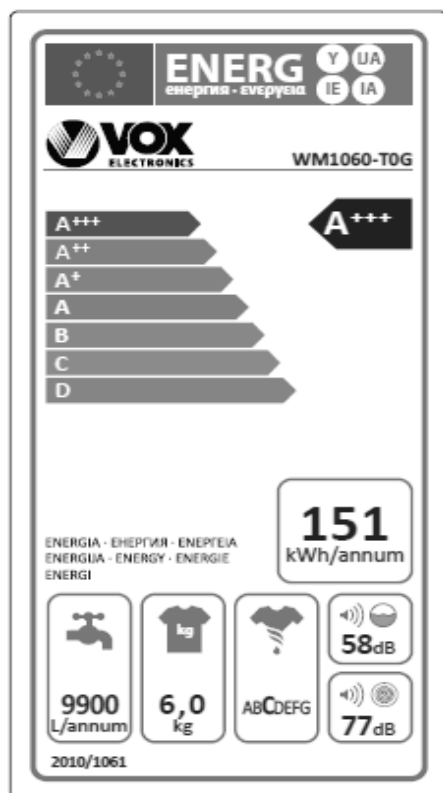 ENERG Y UA
енергия · ενεργεια IE IA
VOX
ELECTRONICS
WM1060-T0G
A+++
A+++
A++
A+
A
B
C
D
151
kWh/annum
ENERGIA · ЕНЕРГИЯ · ΕΝΕΡΓΕΙΑ
ENERGIJA · ENERGY · ENERGIE
ENERGI
9900
L/annum
kg
6,0
kg
ABCDEFG
58dB
77dB
2010/1061